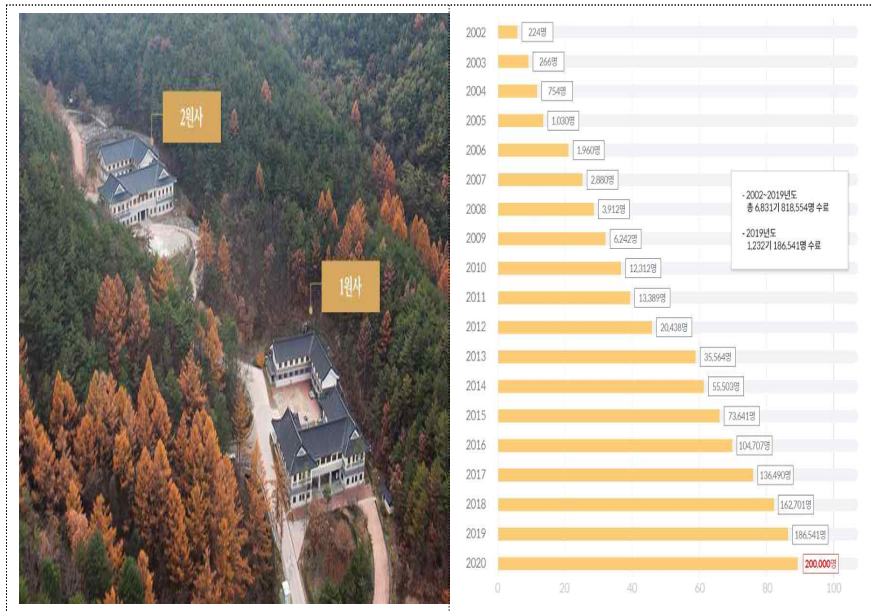 2원사
1원사
2002 224명
2003 266명
2004 754명
2005 1,030명
2006 1,960명
2007 2,880명
2008 3,912명
2009 6,242명
2010 12,312명
2011 13,389명
2012 20,438명
2013 35,564명
2014 55,503명
2015 73,641명
2016 104,707명
2017 136,490명
2018 162,701명
2019 186,541명
2020 200,000명
- 2002~2019년도
총 6,831기 818,554명 수료
- 2019년도
1,232기 186,541명 수료
0 20 40 60 80 100